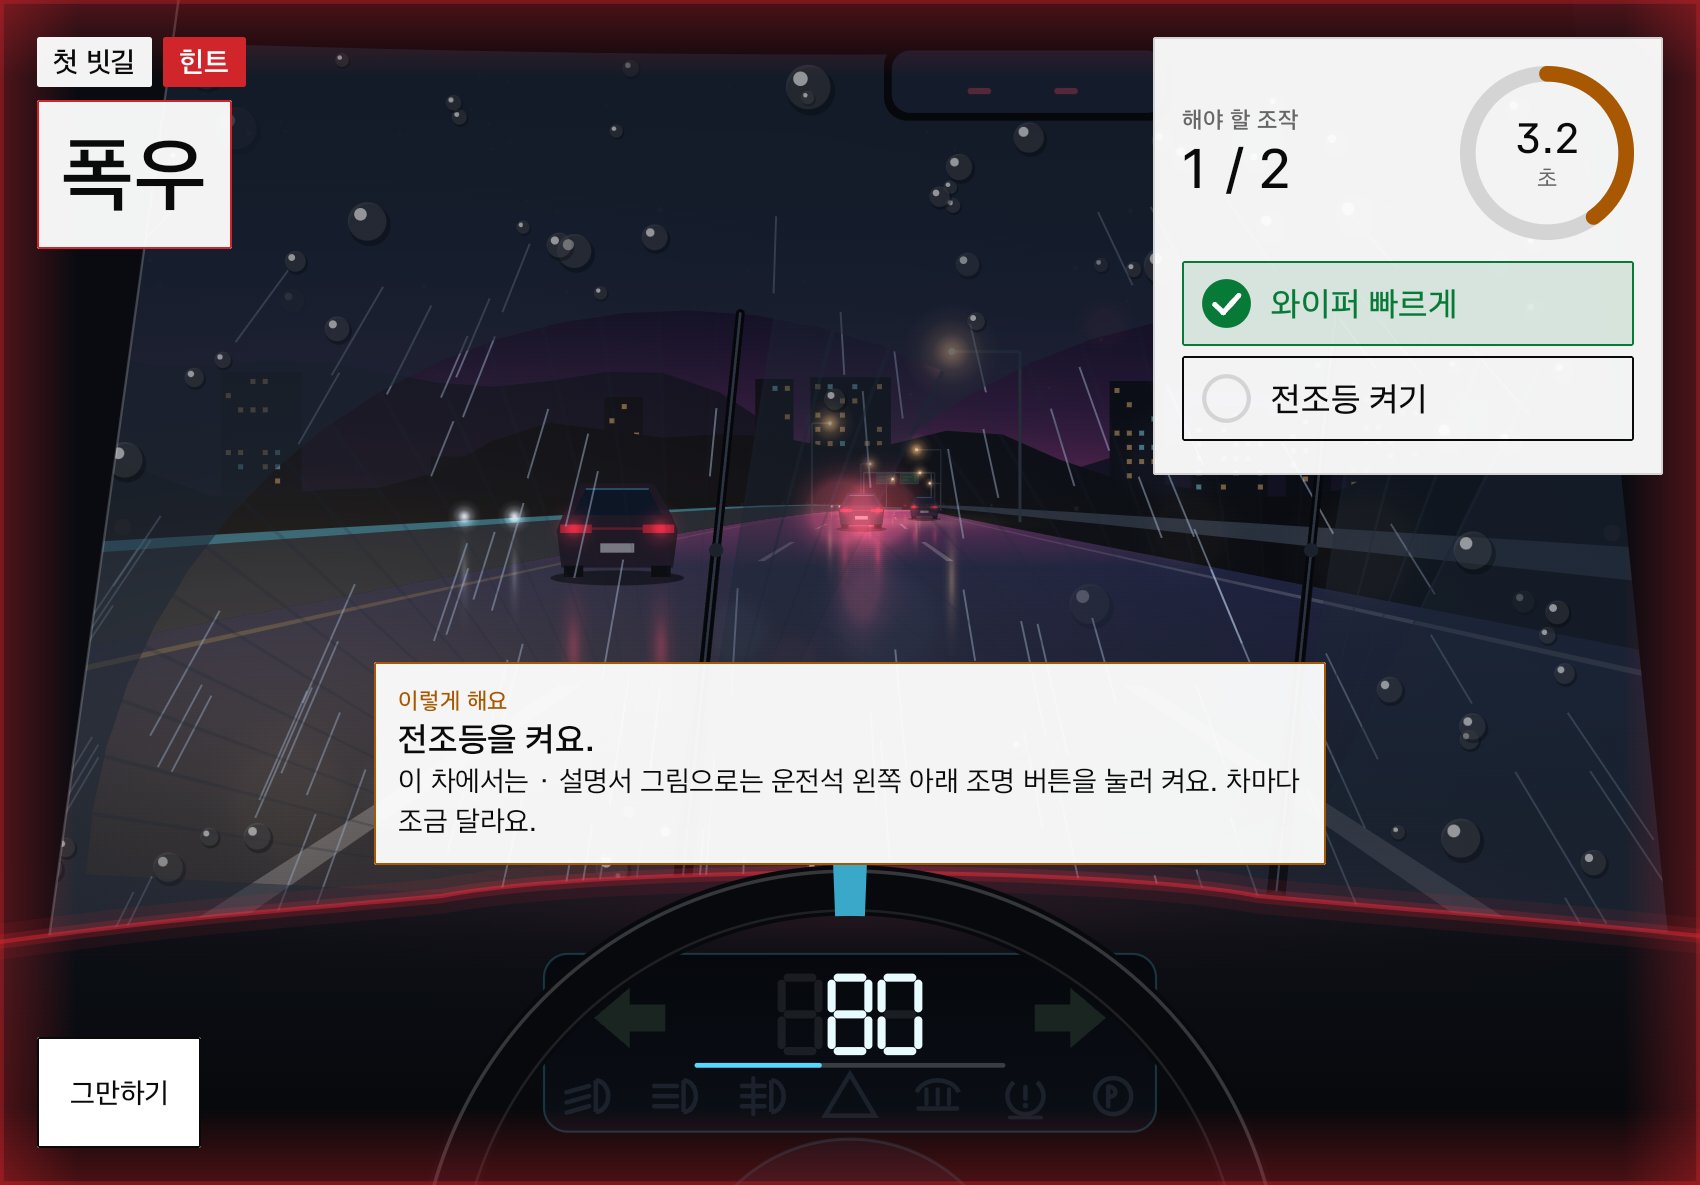 첫 빗길
힌트
폭우
해야 할 조작
1 / 2
3.2
초
와이퍼 빠르게
전조등 켜기
이렇게 해요
전조등을 켜요.
이 차에서는 · 설명서 그림으로는 운전석 왼쪽 아래 조명 버튼을 눌러 켜요. 차마다
조금 달라요.
80
그만하기